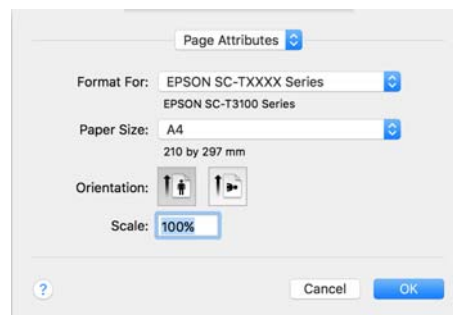 Page Attributes
Format For: EPSON SC-TXXXX Series
EPSON SC-T3100 Series
Paper Size: A4
210 by 297 mm
Orientation:
Scale: 100%
? Cancel OK